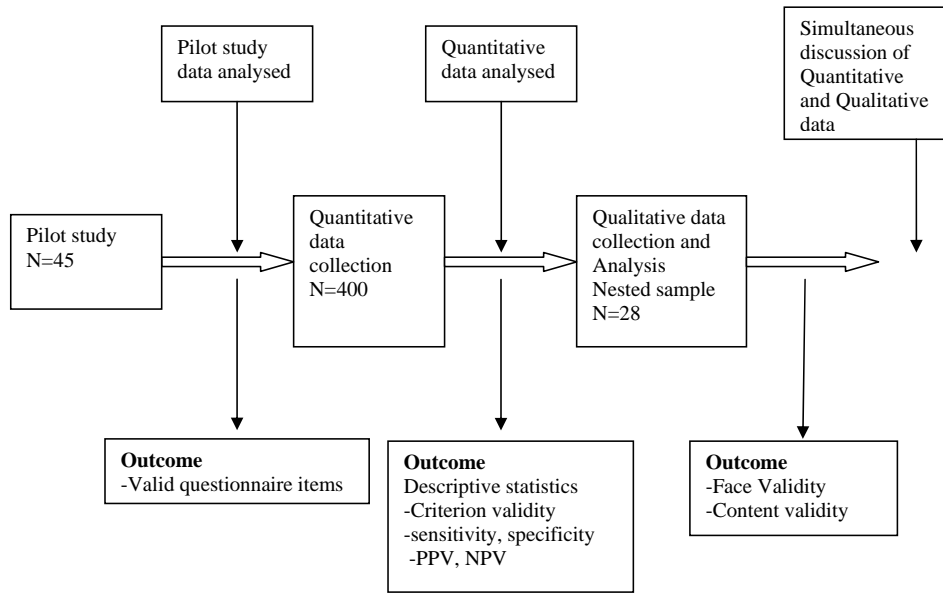 Pilot study
data analysed
Quantitative
data analysed
Simultaneous
discussion of
Quantitative
and Qualitative
data
Pilot study
N=45
Quantitative
data
collection
N=400
Qualitative data
collection and
Analysis
Nested sample
N=28
Outcome
-Valid questionnaire items
Outcome
Descriptive statistics
-Criterion validity
-sensitivity, specificity
-PPV, NPV
Outcome
-Face Validity
-Content validity